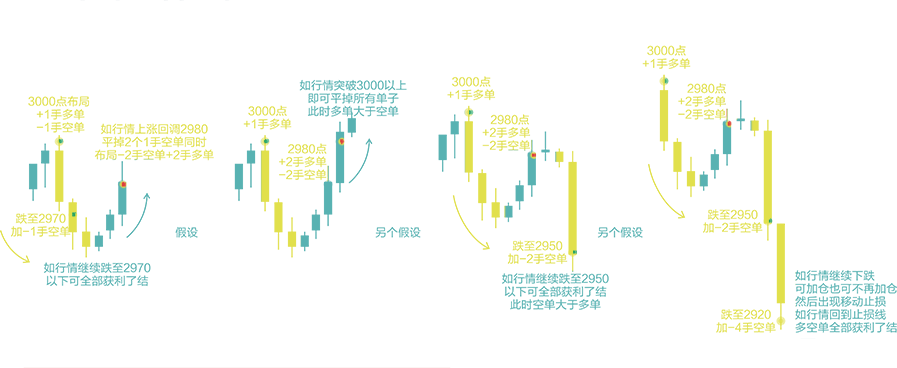 3000点布局
+1手多单
-1手空单
如行情上涨回调2980
平掉2个1手空单同时
布局-2手空单+2手多单
跌至2970
加-1手空单
如行情继续跌至2970
以下可全部获利了结
假设
3000点
+1手多单
如行情突破3000以上
即可平掉所有单子
此时多单大于空单
2980点
+2手多单
-2手空单
另个假设
3000点
+1手多单
2980点
+2手多单
-2手空单
跌至2950
加-2手空单
如行情继续跌至2950
以下可全部获利了结
此时空单大于多单
另个假设
3000点
+1手多单
2980点
+2手多单
-2手空单
跌至2950
加-2手空单
跌至2920
加-4手空单
如行情继续下跌
可加仓也可不再加仓
然后出现移动止损
如行情回到止损线
多空单全部获利了结